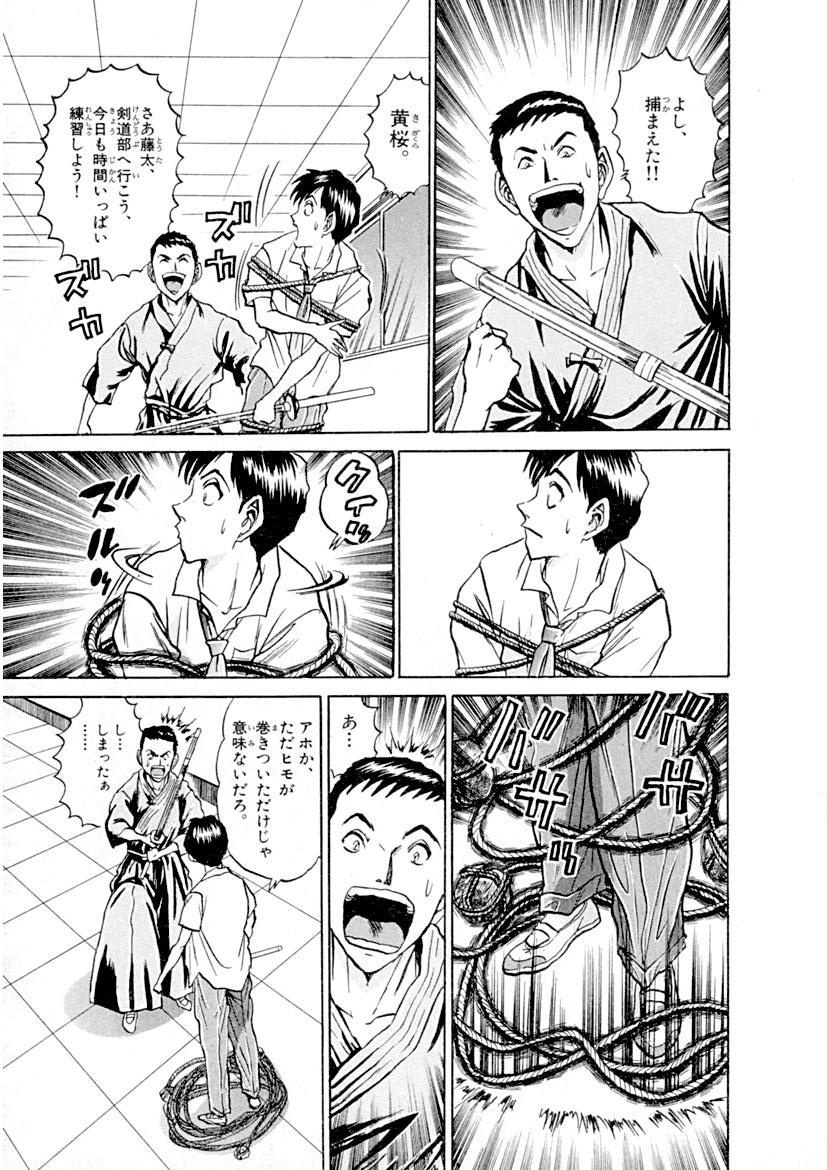 よし、
捕まえた!!
黄桜。
さあ藤太、
剣道部へ行こう、
今日も時間いっぱい
練習しよう!
ズカ
ズカ
クイッ
ズルッ
バサ
バサッ
あ…
アホか、
ただヒモが
巻きついただけじゃ
意味ないだろ。
し…
しまったぁ
……